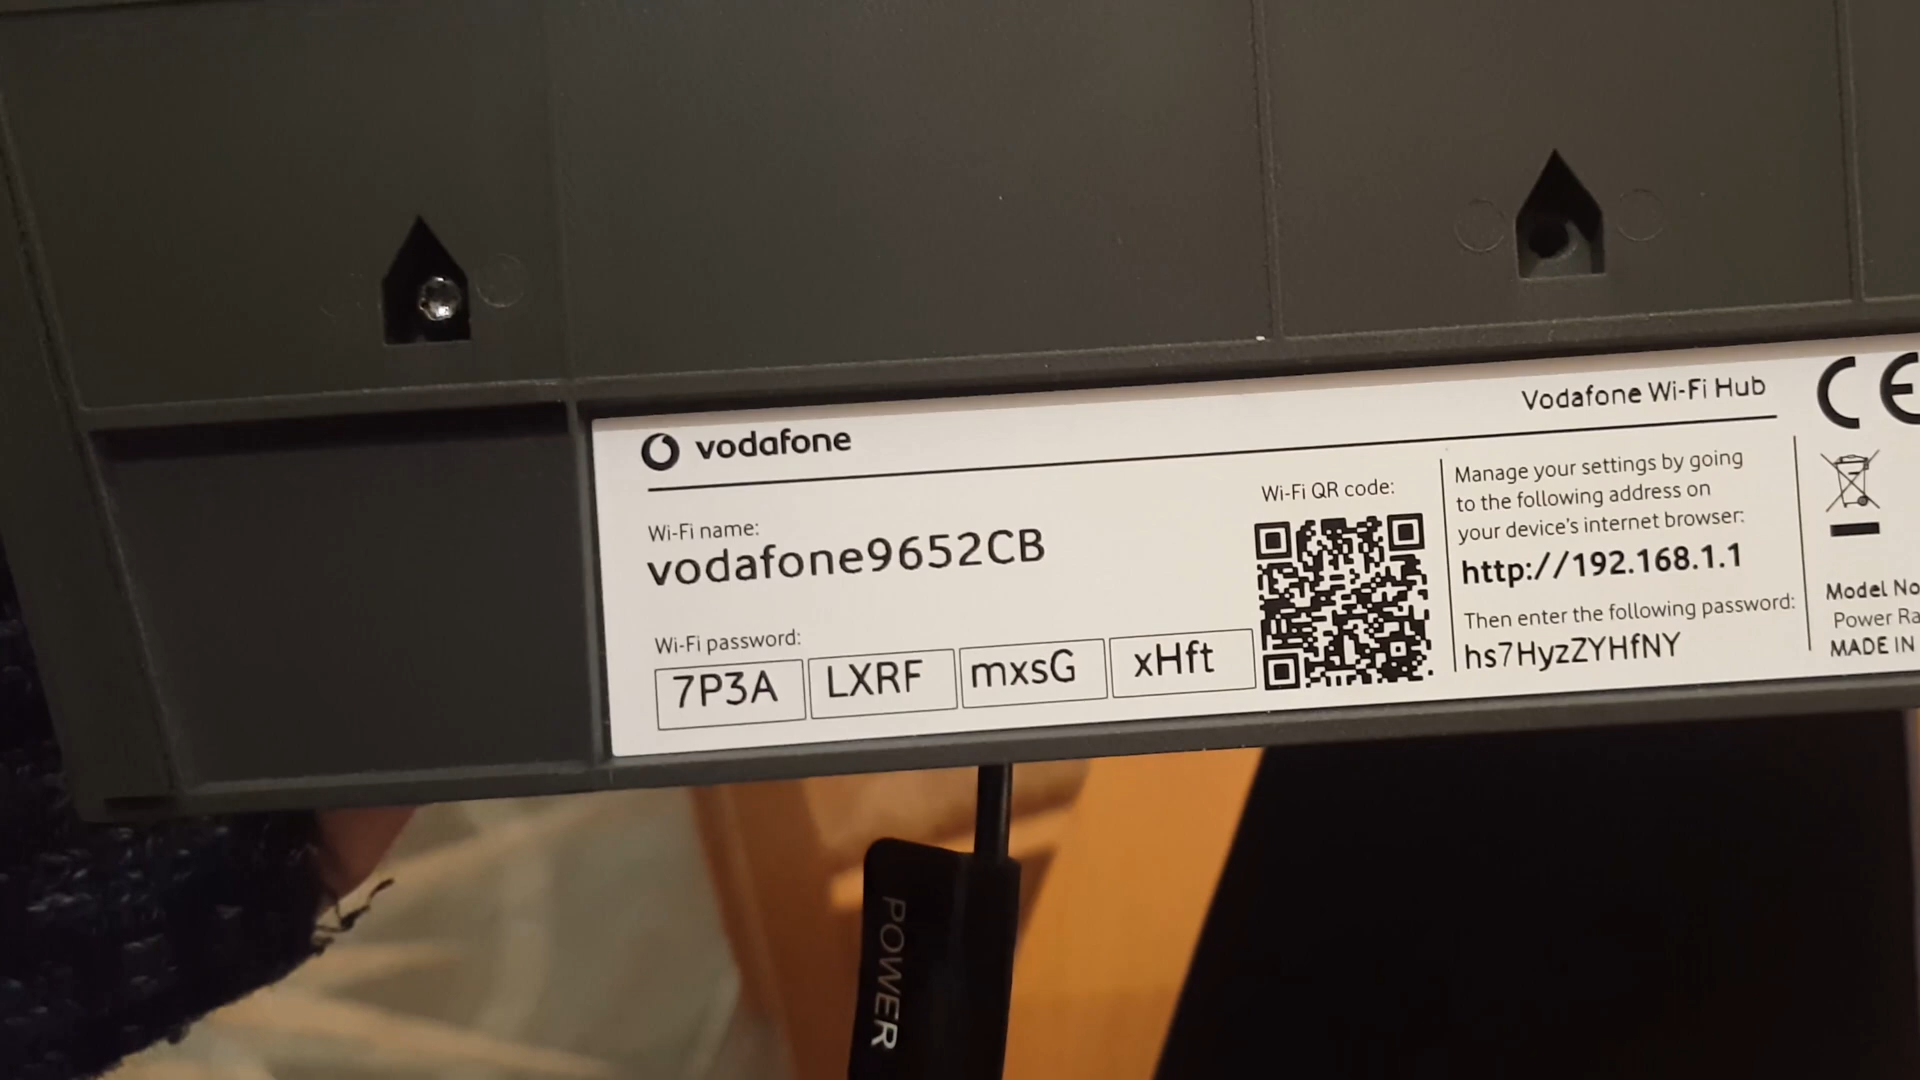 vodafone
Vodafone Wi-Fi Hub
CE
Wi-Fi name:
vodafone9652CB
Wi-Fi password:
7P3A LXRF mxsG xHft
Wi-Fi QR code:
Manage your settings by going
to the following address on
your device's internet browser:
http://192.168.1.1
Then enter the following password:
hs7HyzZYHfNY
Model No
Power Ra
MADE IN
POWER